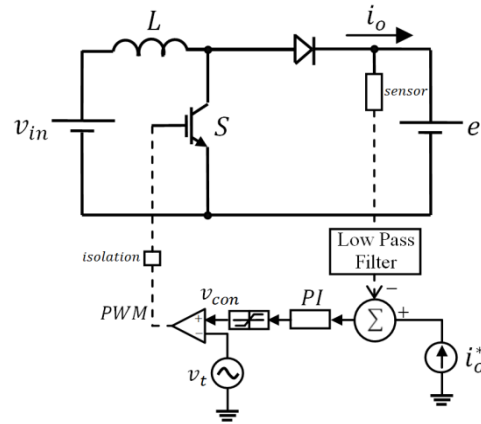 L
i_o
sensor
v_in
S
e
isolation
Low Pass
Filter
PWM
v_con
PI
−
+
+
−
Σ
v_t
i_o*